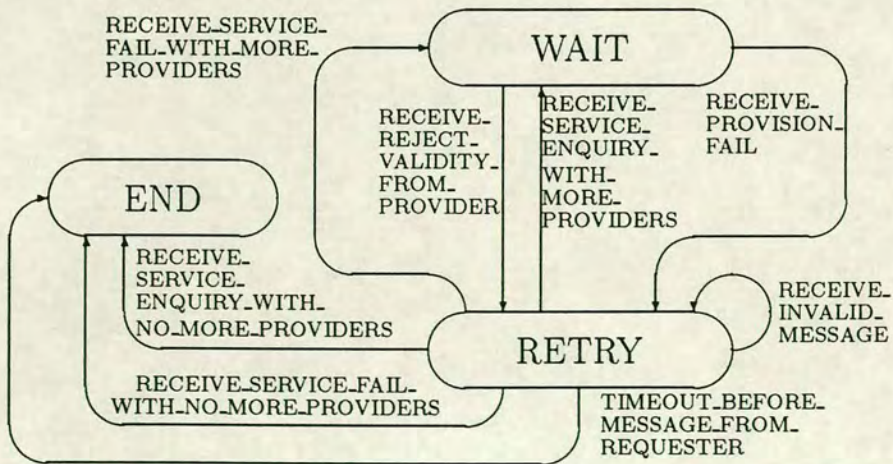 RECEIVE_SERVICE_
FAIL_WITH_MORE_
PROVIDERS
WAIT
RECEIVE_
REJECT_
VALIDITY_
FROM_
PROVIDER
RECEIVE_
SERVICE_
ENQUIRY_
WITH_
MORE_
PROVIDERS
RECEIVE_
PROVISION_
FAIL
END
RECEIVE_
SERVICE_
ENQUIRY_WITH_
NO_MORE_PROVIDERS
RECEIVE_
INVALID_
MESSAGE
RETRY
RECEIVE_SERVICE_FAIL_
WITH_NO_MORE_PROVIDERS
TIMEOUT_BEFORE_
MESSAGE_FROM_
REQUESTER